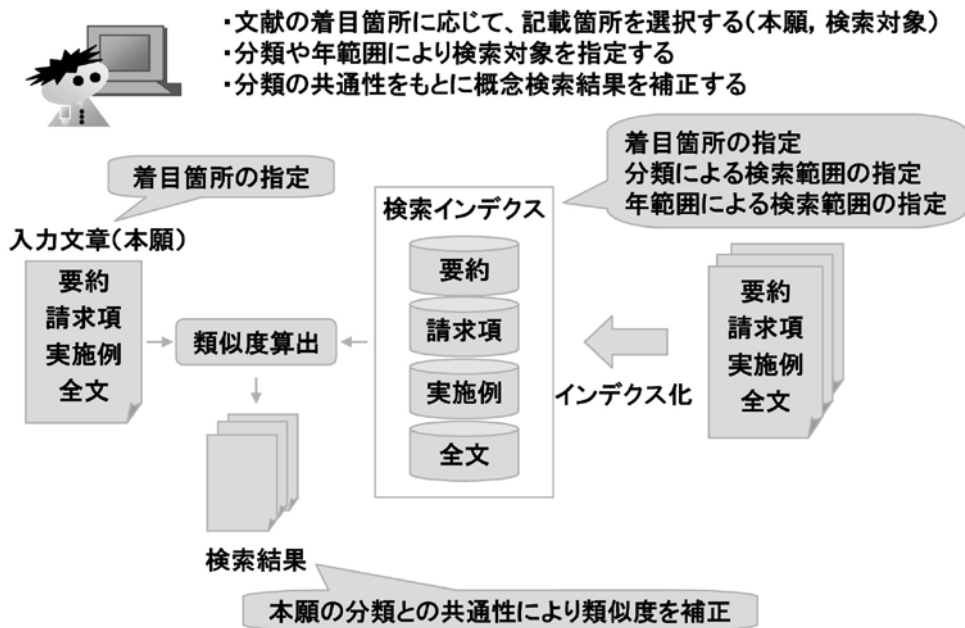 ・文献の着目箇所に応じて、記載箇所を選択する(本願, 検索対象)
・分類や年範囲により検索対象を指定する
・分類の共通性をもとに概念検索結果を補正する
着目箇所の指定
分類による検索範囲の指定
年範囲による検索範囲の指定
着目箇所の指定
入力文章(本願)
要約
請求項
実施例
全文
類似度算出
検索インデクス
要約
請求項
実施例
全文
インデクス化
要約
請求項
実施例
全文
検索結果
本願の分類との共通性により類似度を補正